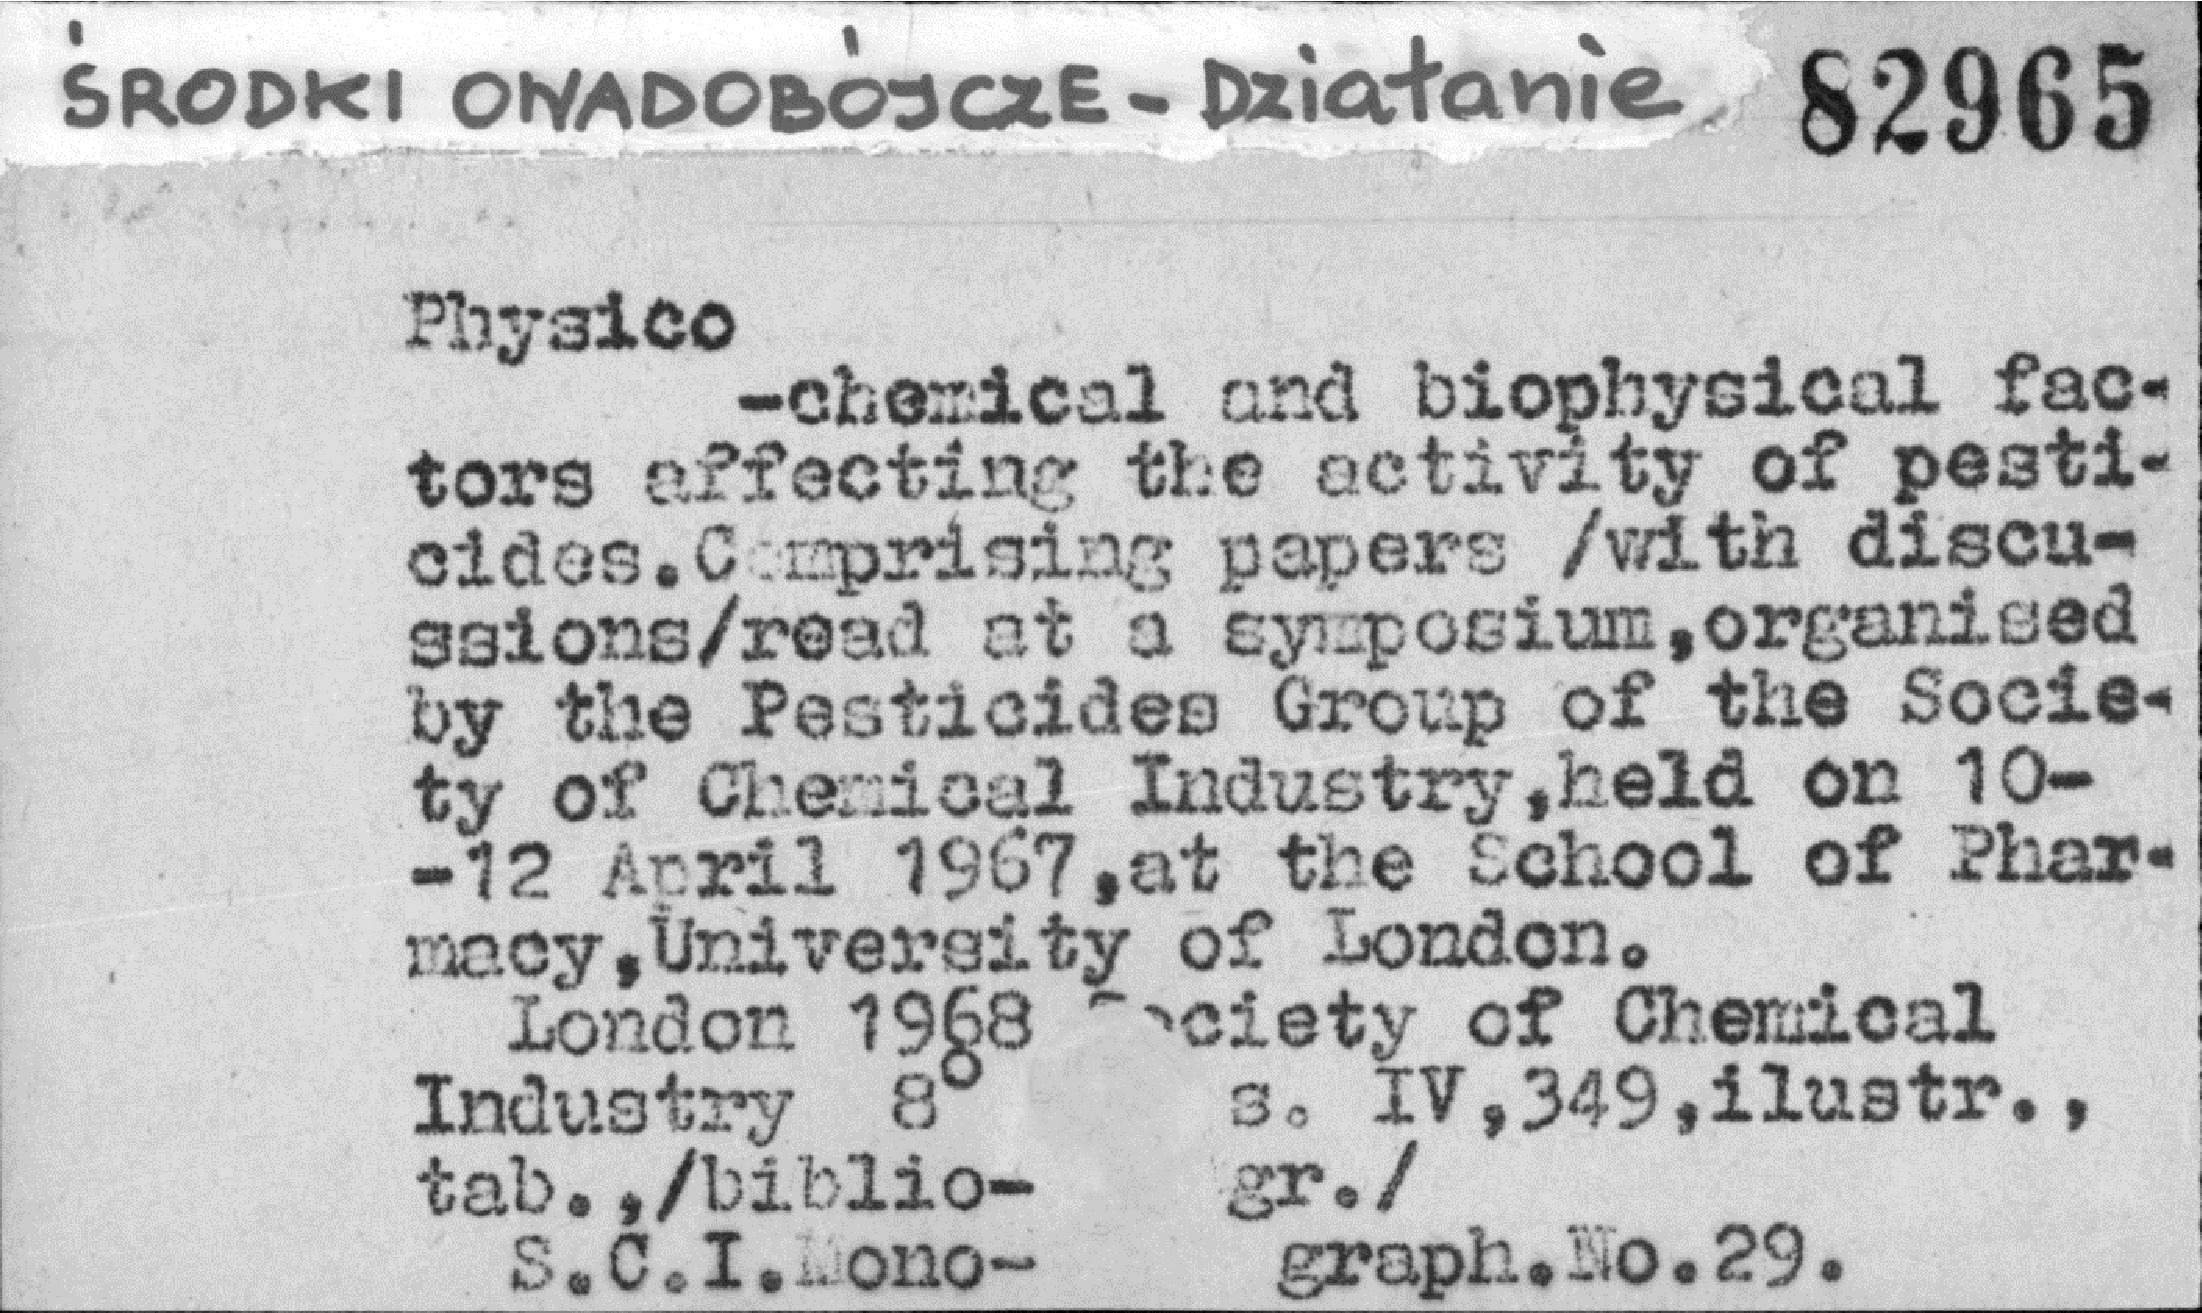 ŚRODKI OWADOBÓJCZE - Działanie 82965
Physico
-chemical and biophysical fac-
tors affecting the activity of pesti-
cides.Comprising papers /with discu-
ssions/read at a symposium,organised
by the Pesticides Group of the Socie-
ty of Chemical Industry,held on 10-
-12 April 1967,at the School of Phar-
macy,University of London.
London 1968 Society of Chemical
Industry 8° s. IV,349,ilustr.,
tab.,/biblio- gr./
S.C.I.Mono- graph.No.29.